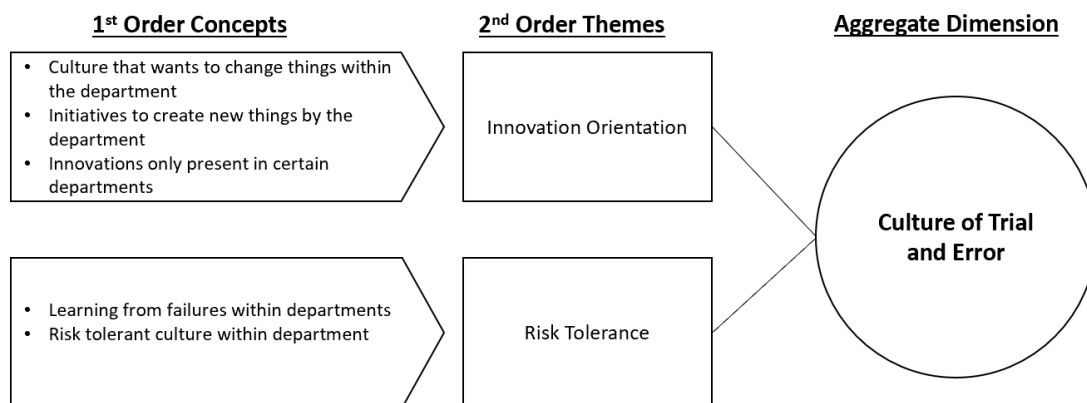 1st Order Concepts
2nd Order Themes
Aggregate Dimension
• Culture that wants to change things within
the department
• Initiatives to create new things by the
department
• Innovations only present in certain
departments
Innovation Orientation
Culture of Trial
and Error
• Learning from failures within departments
• Risk tolerant culture within department
Risk Tolerance